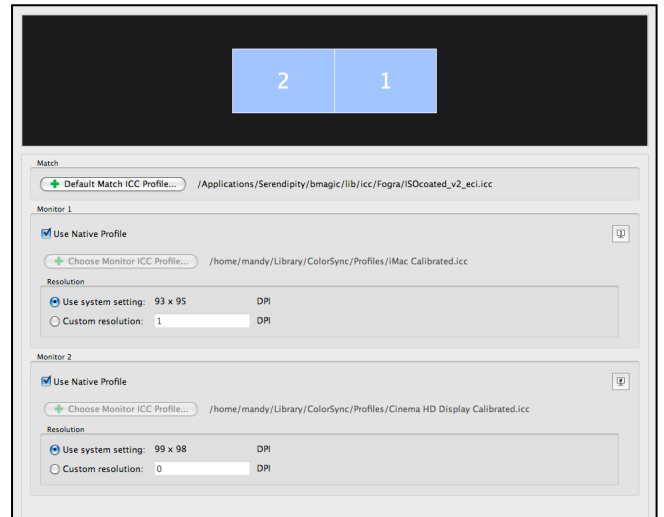 2 1
Match
Default Match ICC Profile... /Applications/Serendipity/bmagic/lib/icc/Fogra/ISOcoated_v2_eci.icc
Monitor 1
Use Native Profile
Choose Monitor ICC Profile... /home/mandy/Library/ColorSync/Profiles/iMac Calibrated.icc
Resolution
Use system setting: 93 x 95 DPI
Custom resolution: 1 DPI
Monitor 2
Use Native Profile
Choose Monitor ICC Profile... /home/mandy/Library/ColorSync/Profiles/Cinema HD Display Calibrated.icc
Resolution
Use system setting: 99 x 98 DPI
Custom resolution: 0 DPI